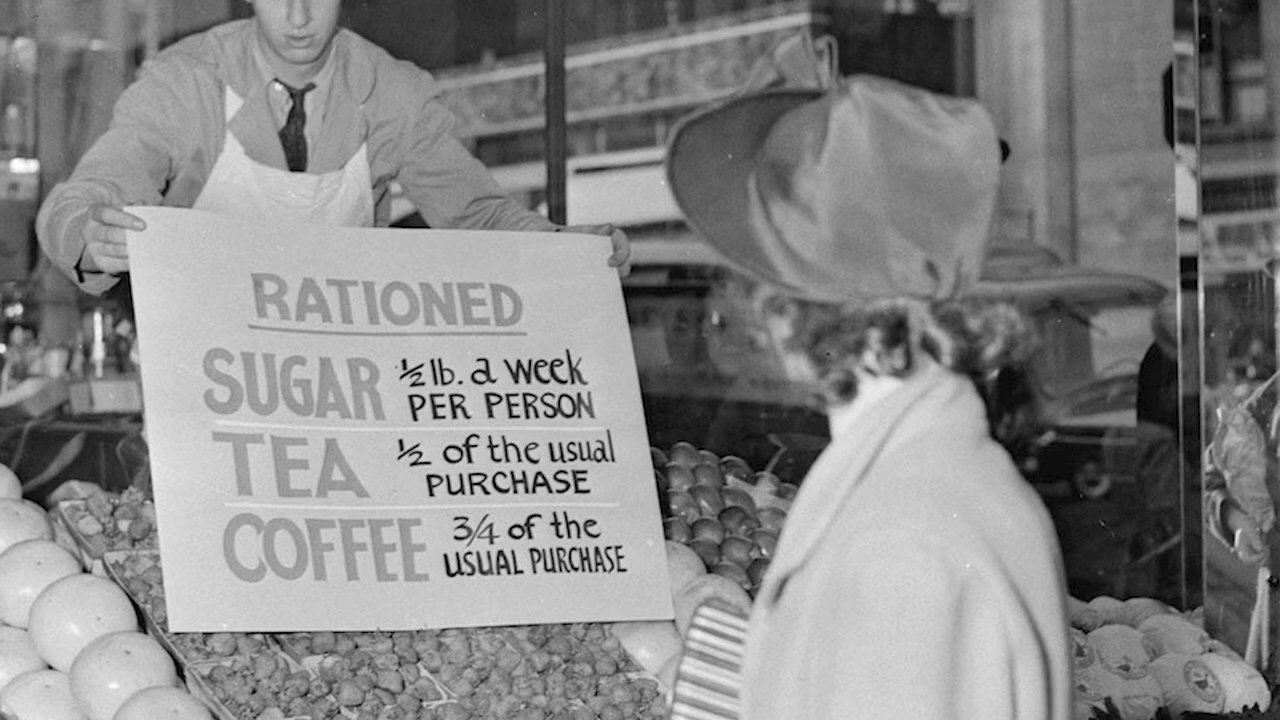 RATIONED
SUGAR ½ lb. a week
PER PERSON
TEA ½ of the usual
PURCHASE
COFFEE 3/4 of the
USUAL PURCHASE